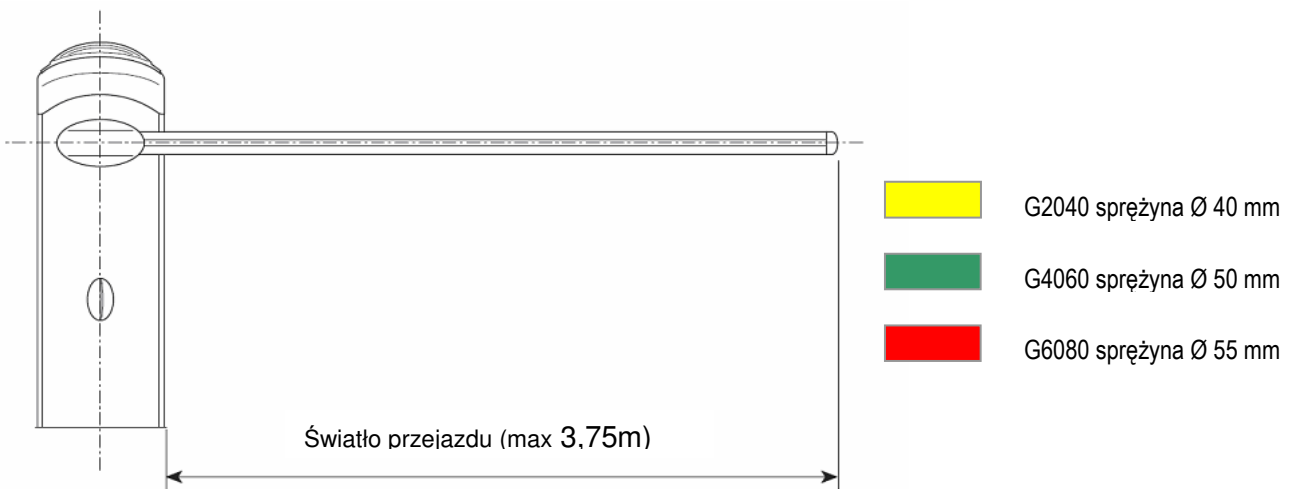 G2040 sprężyna Ø 40 mm
G4060 sprężyna Ø 50 mm
G6080 sprężyna Ø 55 mm
Światło przejazdu (max 3,75m)